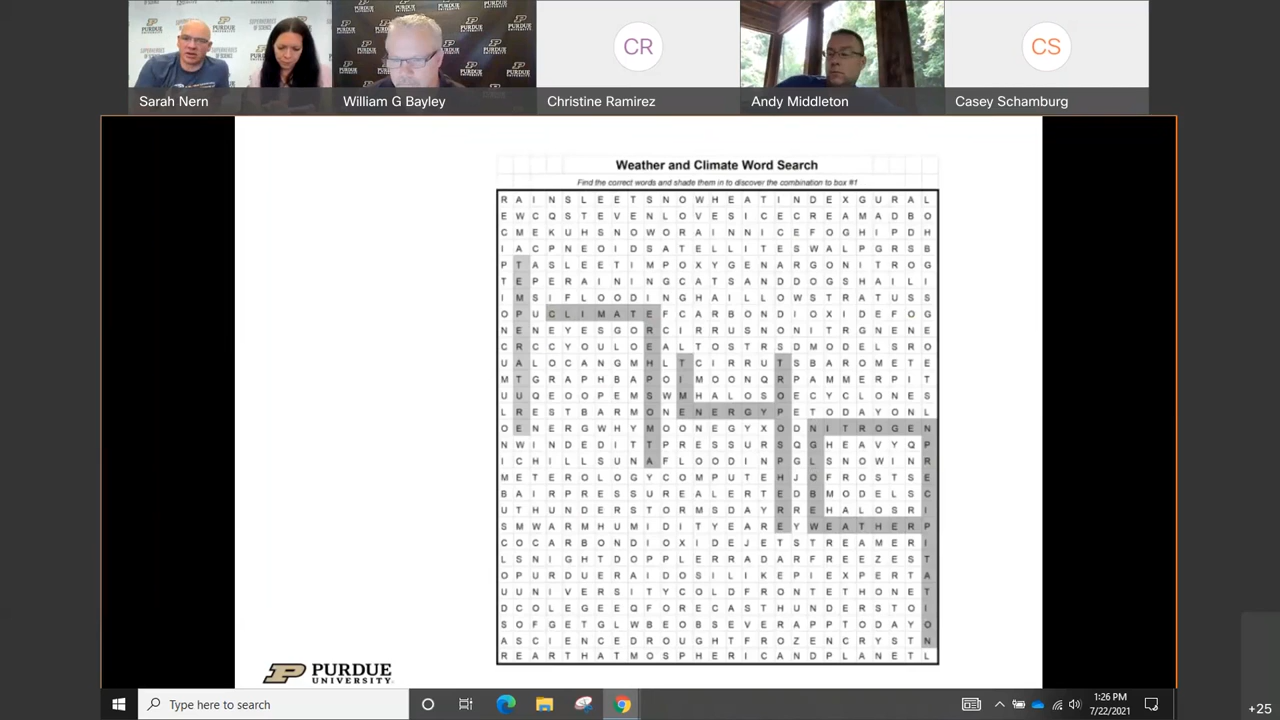 PURDUE
PURDUE
Sarah Nern
William G Bayley
CR
Christine Ramirez
Andy Middleton
CS
Casey Schamburg
Weather and Climate Word Search
Find the correct words and shade them in to discover the combination to box #1
R A I N S L E E T S N O W H E A T I N D E X G U R A L
E W C Q S T E V E N L O V E S I C E C R E A M A D B O
C M E K U H S N O W O R A I N N I C E F O G H I P D H
I A C P N E O I D S A T E L L I T E S W A L P G R S B
P T A S L E E T I M P O X Y G E N A R G O N I T R O G
T E P E R A I N I N G C A T S A N D D O G S H A I L I
I M S I F L O O D I N G H A I L L O W S T R A T U S S
O P U C L I M A T E F C A R B O N D I O X I D E F O G
N E N E Y E S G O R C I R R U S N O N I T R G N E N E
C R C C Y O U L O E A L T O S T R S D M O D E L S R O
U A L O C A N G M H L T C I R R U T S B A R O M E T E
M T G R A P H B A P O I M O O N Q R P A M M E R P I T
U U Q E O O P E M S W M H A L O S O E C Y C L O N E S
L R E S T B A R M O N E N E R G Y P E T O D A Y O N L
O E N E R G W H Y M O O N E G Y X O D N I T R O G E N
N W I N D E D I T T P R E S S U R S Q G H E A V Y Q P
I C H I L L S U N A F L O O D I N P G L S N O W I N R
M E T E R O L O G Y C O M P U T E H J O F R O S T S E
B A I R P R E S S U R E A L E R T E D B M O D E L S C
U T H U N D E R S T O R M S D A Y R R E H A L O S R I
S M W A R M H U M I D I T Y E A R E Y W E A T H E R P
C O C A R B O N D I O X I D E J E T S T R E A M E R I
L S N I G H T D O P P L E R R A D A R F R E E Z E S T
O P U R D U E R A I D O S I L I K E P I E X P E R T A
U U N I V E R S I T Y C O L D F R O N T E T H O N E T
D C O L E G E E Q F O R E C A S T H U N D E R S T O I
S O F G E T G L W B E O B S E V E R A P P T O D A Y O
A S C I E N C E D R O U G H T F R O Z E N C R Y S T N
R E A R T H A T M O S P H E R I C A N D P L A N E T L
PURDUE
UNIVERSITY
Type here to search
1:26 PM
7/22/2021
+25